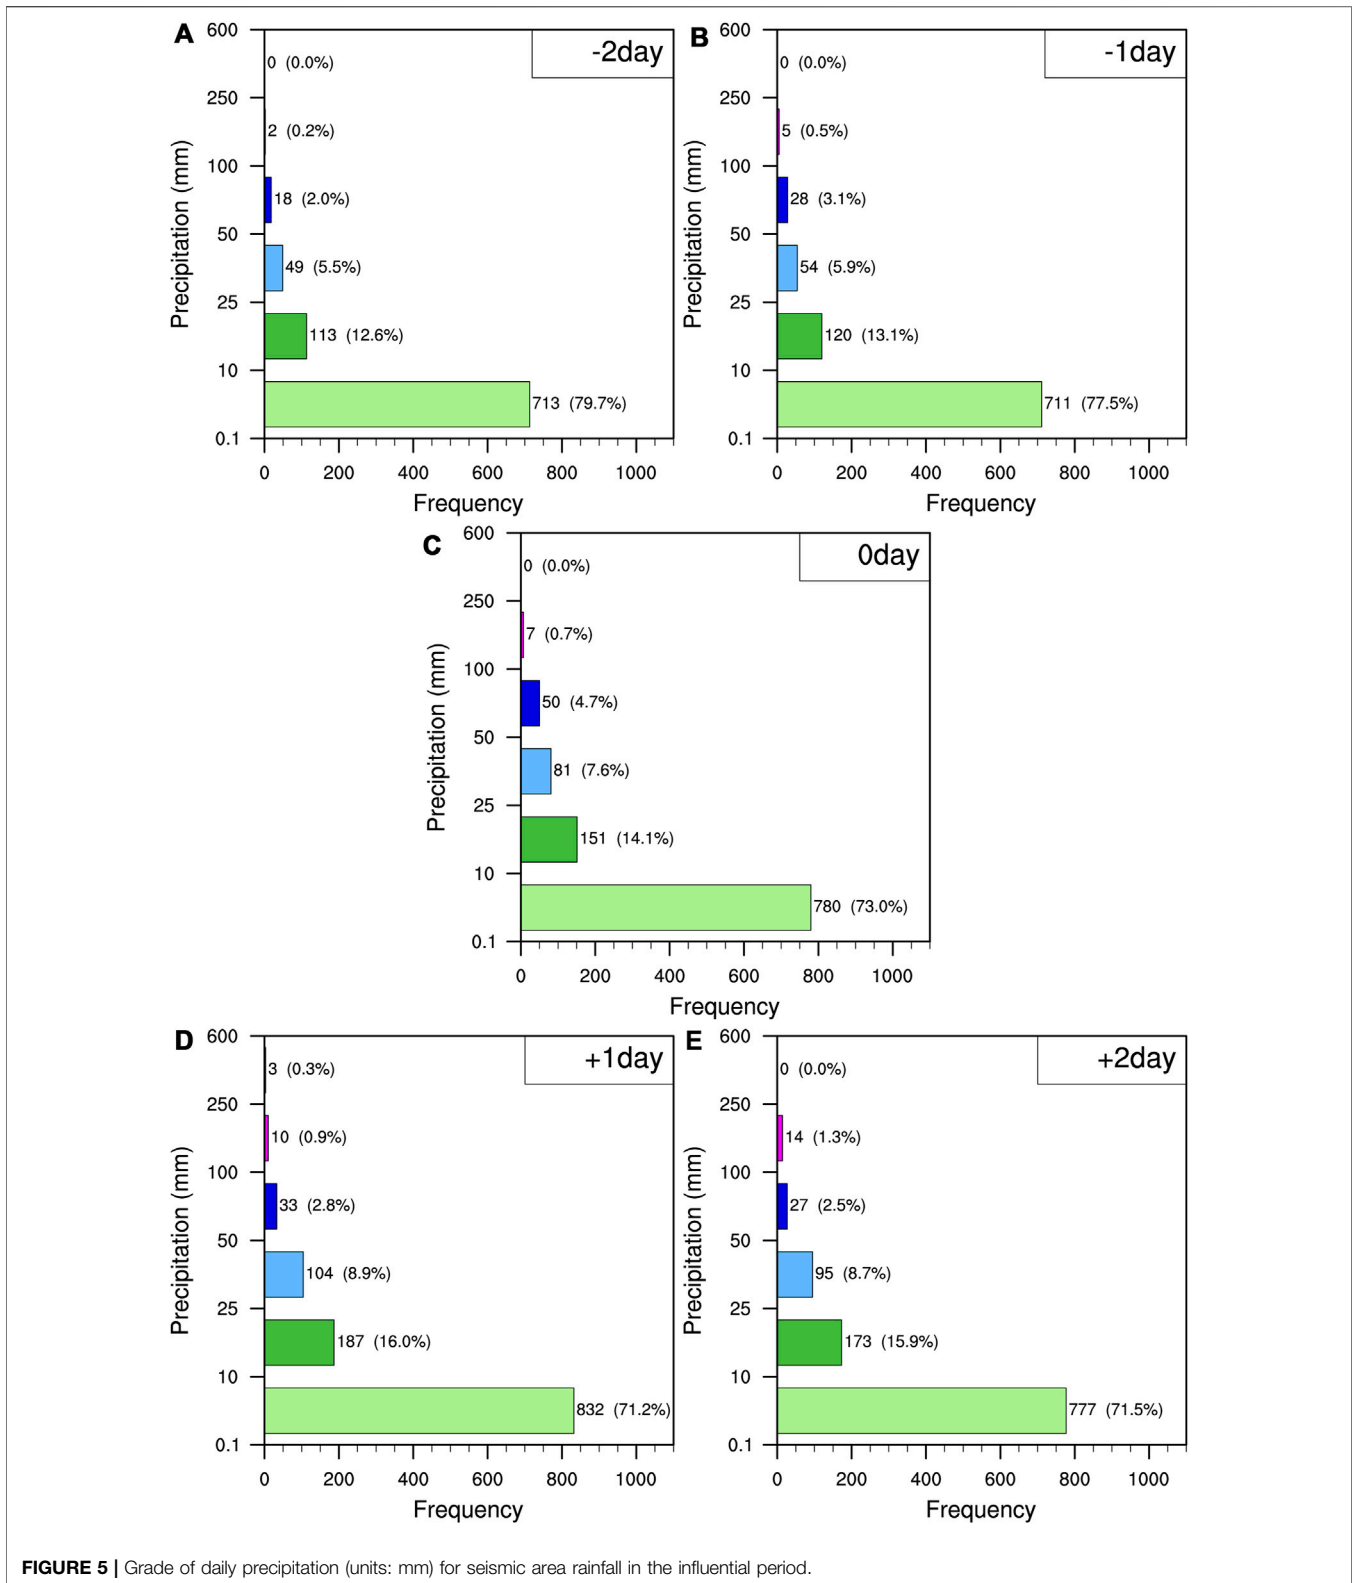 A
-2day
600
250
100
50
25
10
0.1
Precipitation (mm)
0 (0.0%)
2 (0.2%)
18 (2.0%)
49 (5.5%)
113 (12.6%)
713 (79.7%)
0 200 400 600 800 1000
Frequency
B
-1day
600
250
100
50
25
10
0.1
Precipitation (mm)
0 (0.0%)
5 (0.5%)
28 (3.1%)
54 (5.9%)
120 (13.1%)
711 (77.5%)
0 200 400 600 800 1000
Frequency
C
0day
600
250
100
50
25
10
0.1
Precipitation (mm)
0 (0.0%)
7 (0.7%)
50 (4.7%)
81 (7.6%)
151 (14.1%)
780 (73.0%)
0 200 400 600 800 1000
Frequency
D
+1day
600
250
100
50
25
10
0.1
Precipitation (mm)
3 (0.3%)
10 (0.9%)
33 (2.8%)
104 (8.9%)
187 (16.0%)
832 (71.2%)
0 200 400 600 800 1000
Frequency
E
+2day
600
250
100
50
25
10
0.1
Precipitation (mm)
0 (0.0%)
14 (1.3%)
27 (2.5%)
95 (8.7%)
173 (15.9%)
777 (71.5%)
0 200 400 600 800 1000
Frequency
FIGURE 5 | Grade of daily precipitation (units: mm) for seismic area rainfall in the influential period.